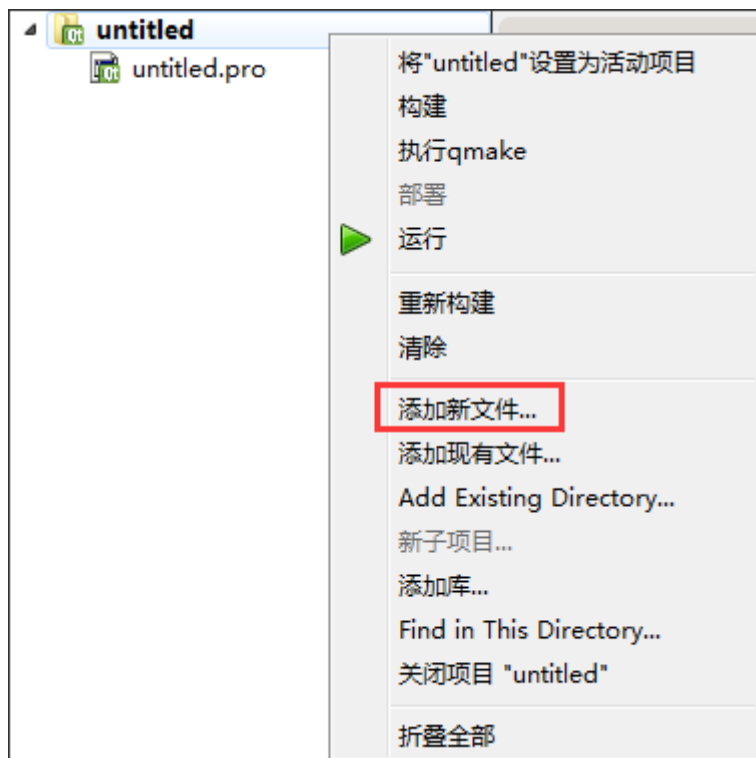 untitled
untitled.pro
将"untitled"设置为活动项目
构建
执行qmake
部署
运行
重新构建
清除
添加新文件...
添加现有文件...
Add Existing Directory...
新子项目...
添加库...
Find in This Directory...
关闭项目 "untitled"
折叠全部